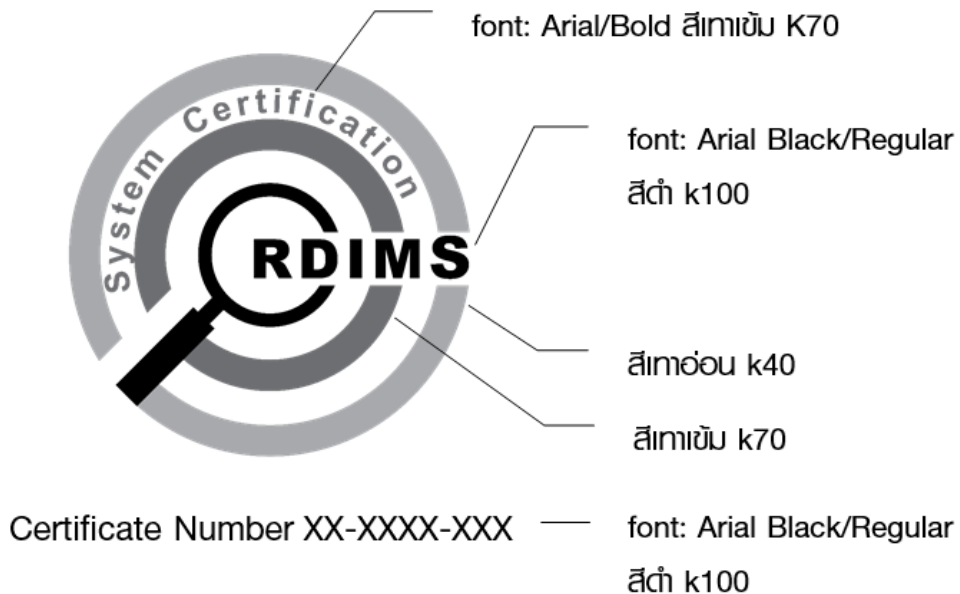 font: Arial/Bold สีเทาเข้ม K70
System Certification
font: Arial Black/Regular
สีดำ k100
RDIMS
สีเทาอ่อน k40
สีเทาเข้ม k70
Certificate Number XX-XXXX-XXX
font: Arial Black/Regular
สีดำ k100